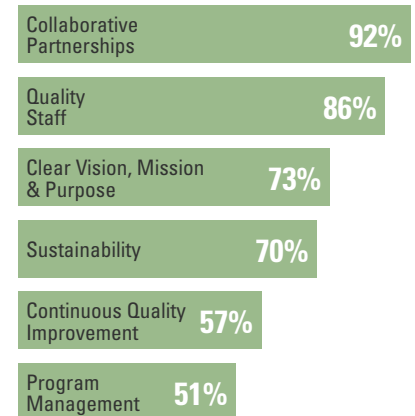 Collaborative
Partnerships 92%
Quality
Staff 86%
Clear Vision, Mission
& Purpose 73%
Sustainability 70%
Continuous Quality
Improvement 57%
Program
Management 51%